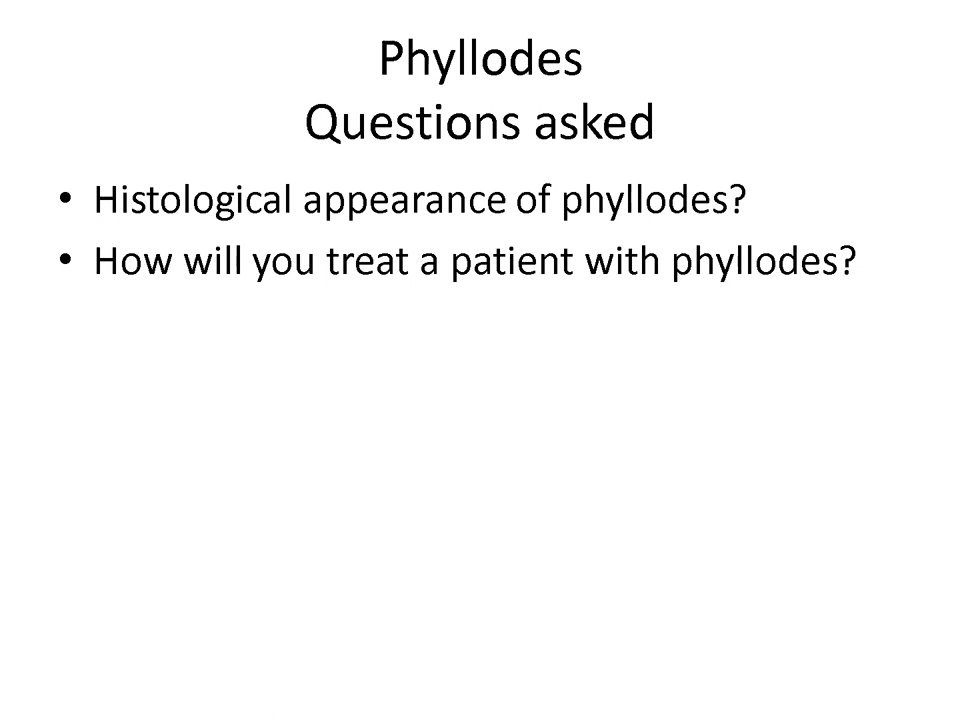 Phyllodes
Questions asked
• Histological appearance of phyllodes?
• How will you treat a patient with phyllodes?